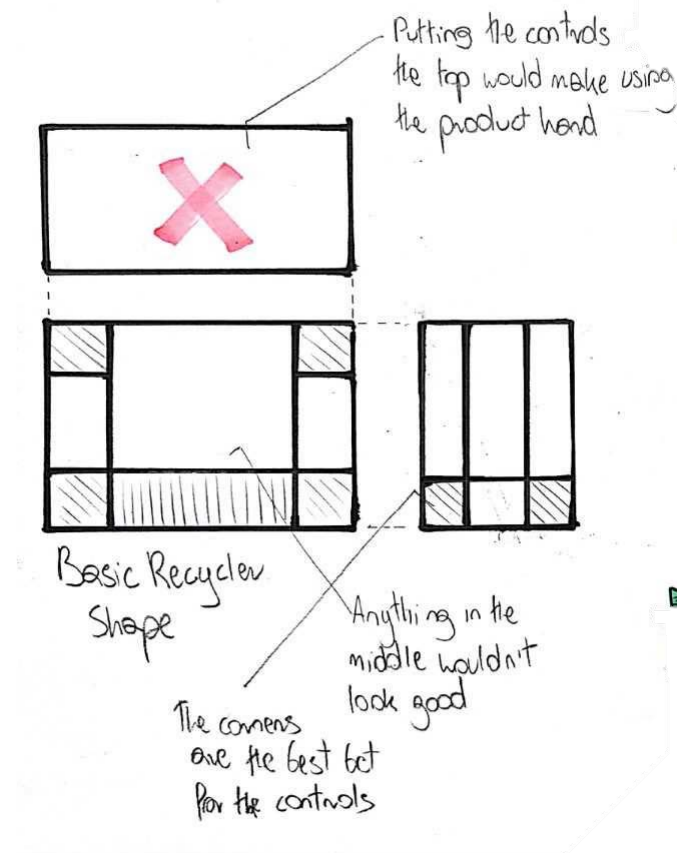 Putting the controls
the top would make using
the product hard
Basic Recycler
Shape
Anything in the
middle wouldn't
look good
The corners
are the best bet
for the controls